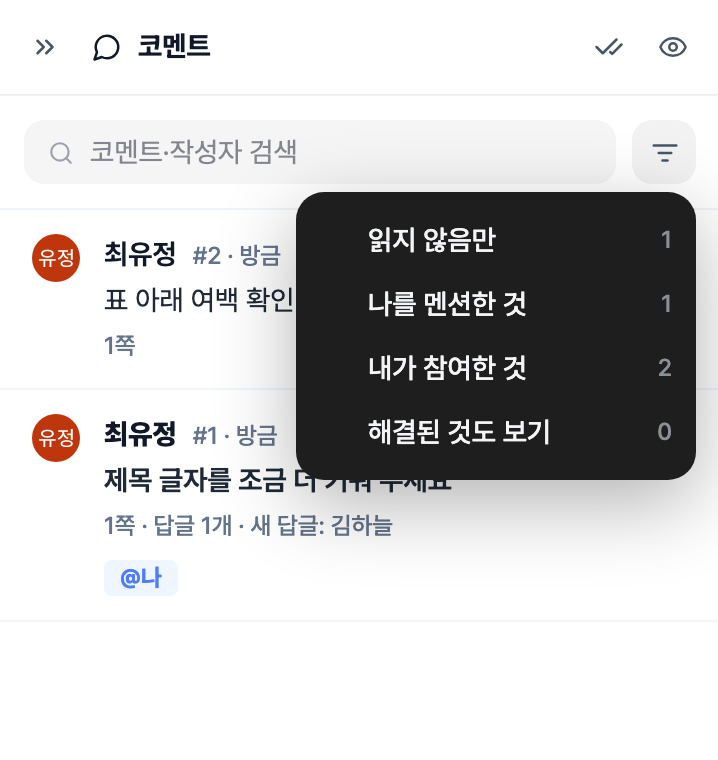 코멘트
코멘트·작성자 검색
유정
최유정 #2 · 방금
표 아래 여백 확인
1쪽
읽지 않음만 1
나를 멘션한 것 1
내가 참여한 것 2
해결된 것도 보기 0
유정
최유정 #1 · 방금
제목 글자를 조금 더
1쪽 · 답글 1개 · 새 답글: 김하늘
@나